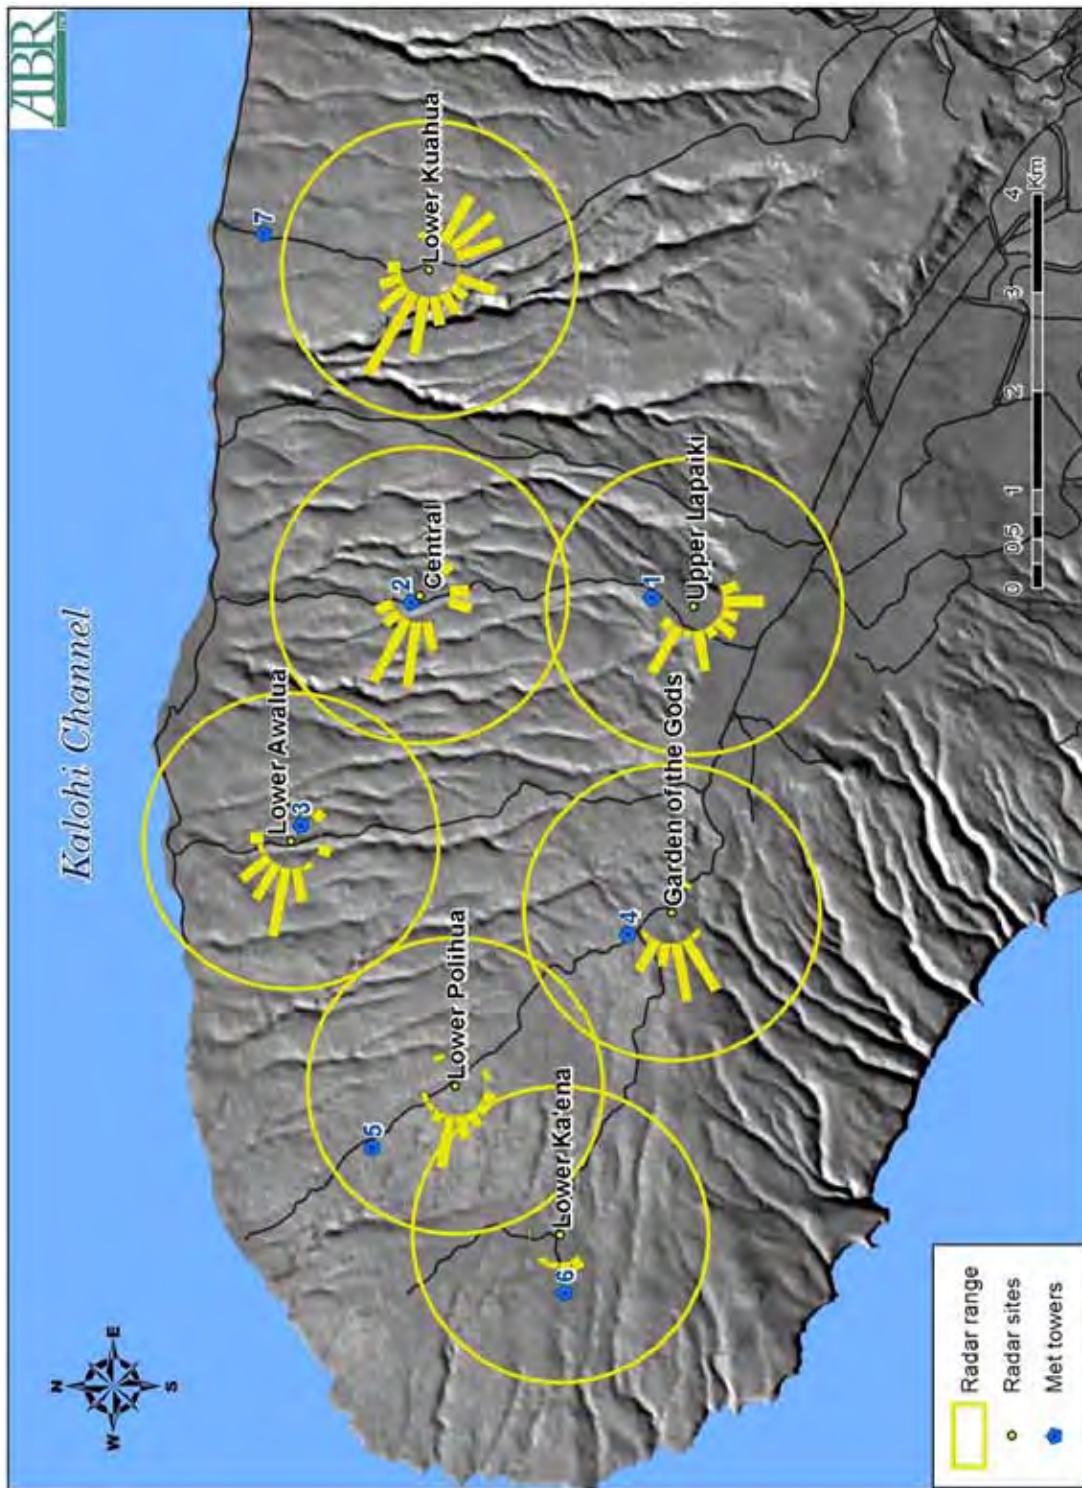 ABR
N
W E
S
Kalohi Channel
7
3
Lower Awalua
5
2
Central
Lower Kuahua
Lower Polihua
6
Lower Ka'ena
4
Garden of the Gods
1
Upper Lapaiki
0 0.5 1 2 3 4
Km
Radar range
Radar sites
Met towers